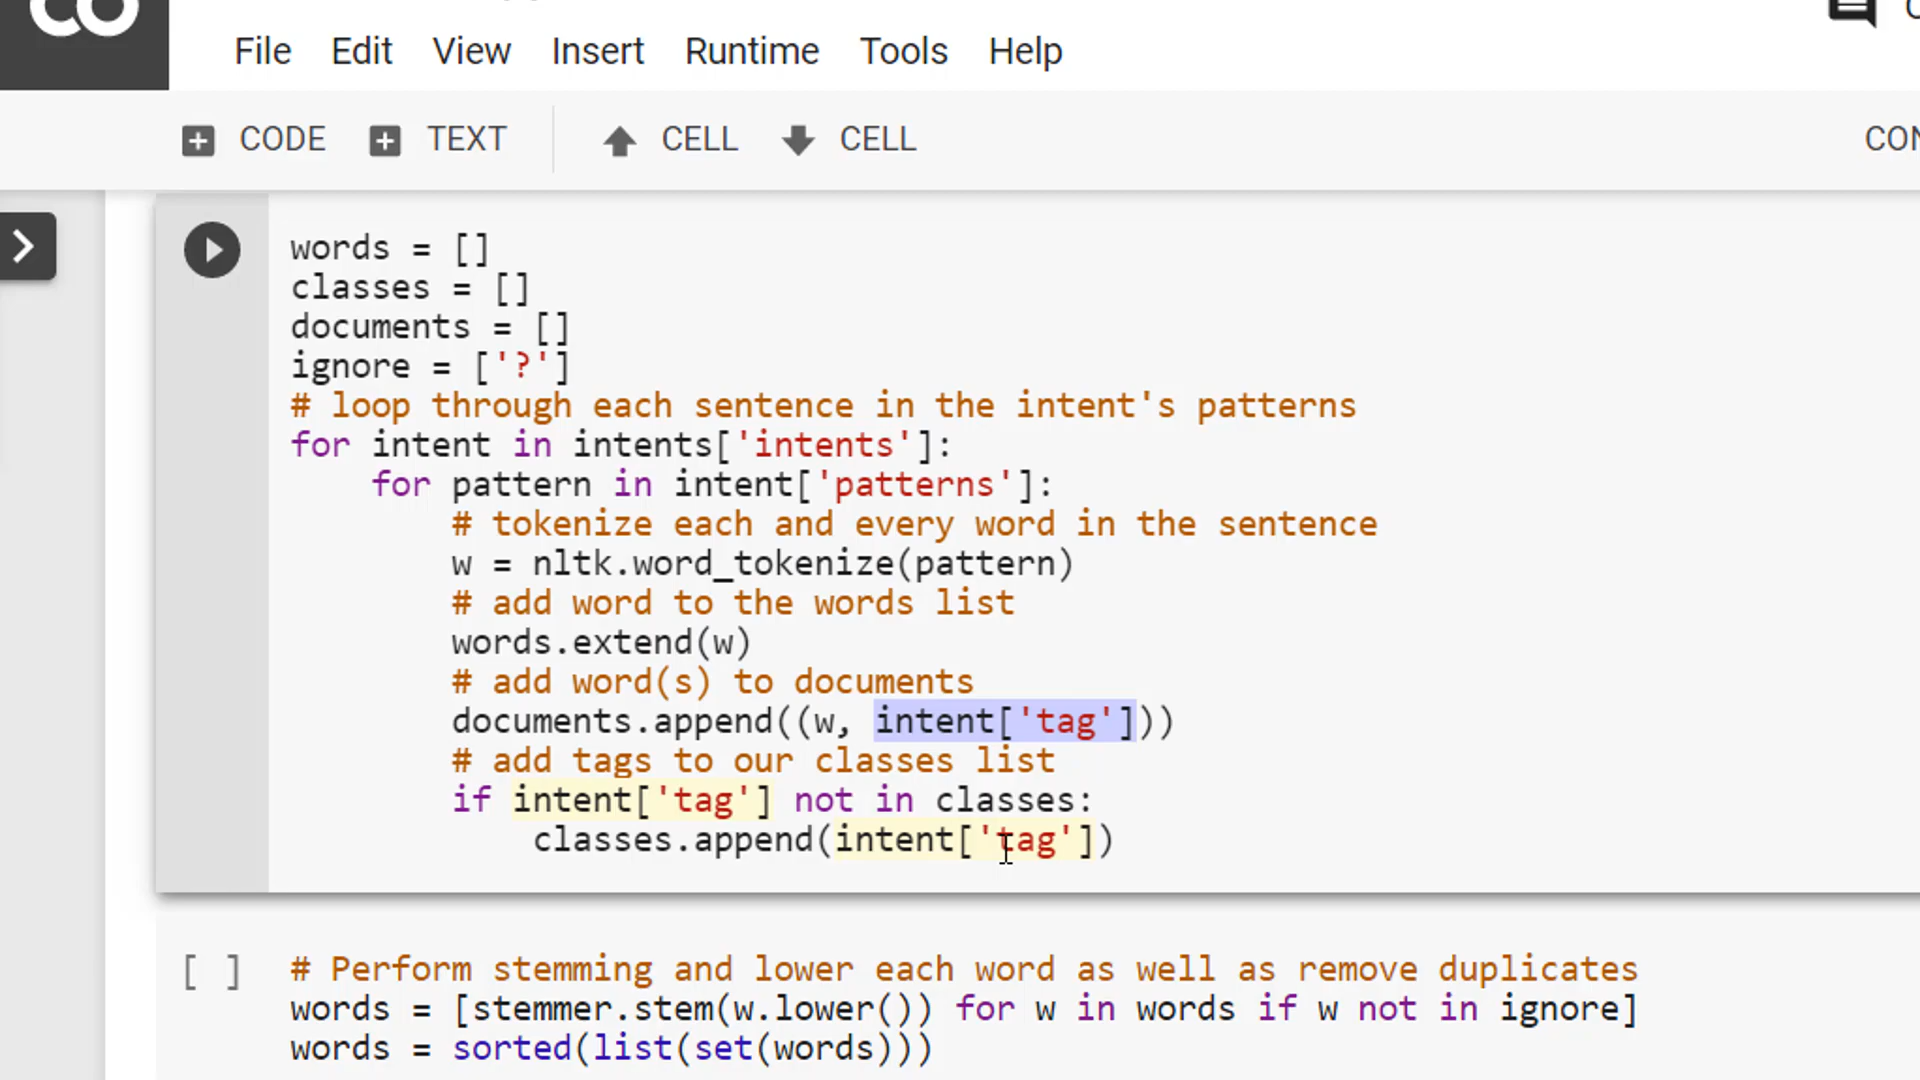 CO
File Edit View Insert Runtime Tools Help
CODE TEXT CELL CELL
words = []
classes = []
documents = []
ignore = ['?']
# loop through each sentence in the intent's patterns
for intent in intents['intents']:
    for pattern in intent['patterns']:
        # tokenize each and every word in the sentence
        w = nltk.word_tokenize(pattern)
        # add word to the words list
        words.extend(w)
        # add word(s) to documents
        documents.append((w, intent['tag']))
        # add tags to our classes list
        if intent['tag'] not in classes:
            classes.append(intent['tag'])
[ ] # Perform stemming and lower each word as well as remove duplicates
words = [stemmer.stem(w.lower()) for w in words if w not in ignore]
words = sorted(list(set(words)))